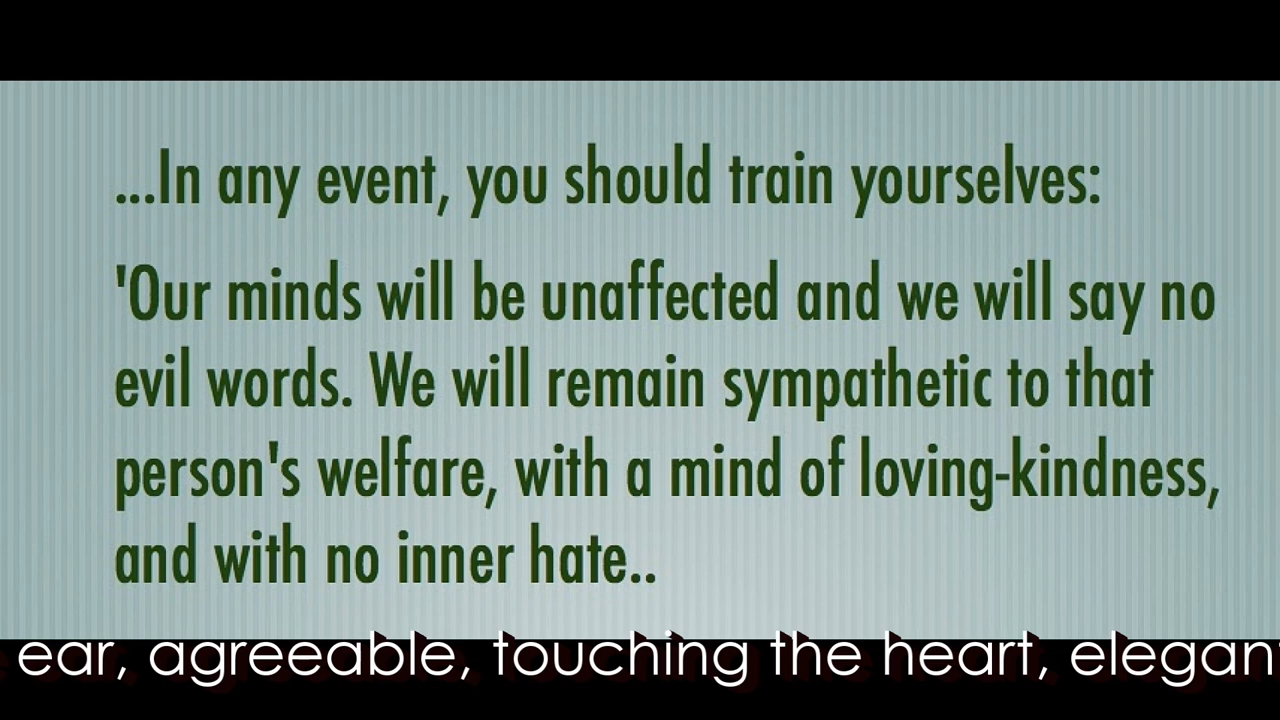 ...In any event, you should train yourselves:
'Our minds will be unaffected and we will say no
evil words. We will remain sympathetic to that
person's welfare, with a mind of loving-kindness,
and with no inner hate..
ear, agreeable, touching the heart, elegant